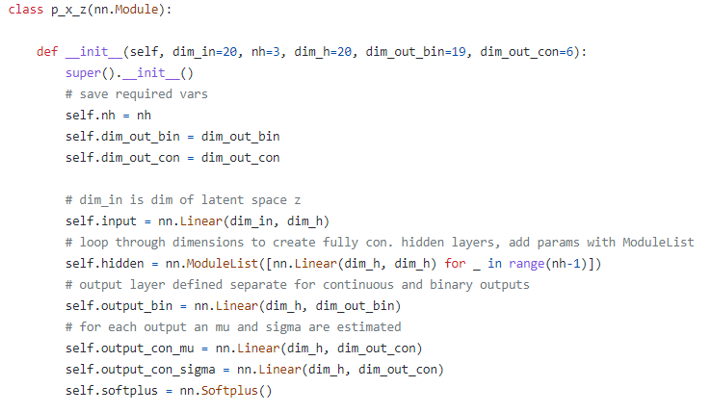 class p_x_z(nn.Module):
def __init__(self, dim_in=20, nh=3, dim_h=20, dim_out_bin=19, dim_out_con=6):
super().__init__()
# save required vars
self.nh = nh
self.dim_out_bin = dim_out_bin
self.dim_out_con = dim_out_con
# dim_in is dim of latent space z
self.input = nn.Linear(dim_in, dim_h)
# loop through dimensions to create fully con. hidden layers, add params with ModuleList
self.hidden = nn.ModuleList([nn.Linear(dim_h, dim_h) for _ in range(nh-1)])
# output layer defined separate for continuous and binary outputs
self.output_bin = nn.Linear(dim_h, dim_out_bin)
# for each output an mu and sigma are estimated
self.output_con_mu = nn.Linear(dim_h, dim_out_con)
self.output_con_sigma = nn.Linear(dim_h, dim_out_con)
self.softplus = nn.Softplus()